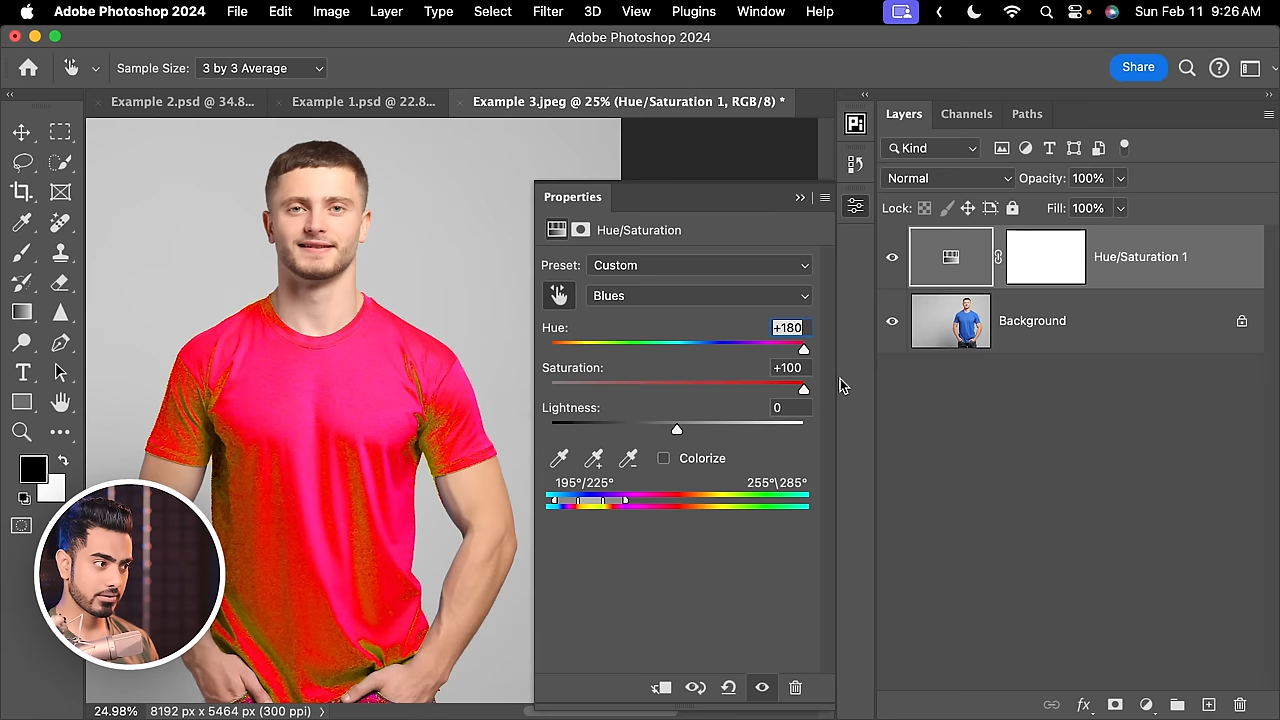 Adobe Photoshop 2024 File Edit Image Layer Type Select Filter 3D View Plugins Window Help Sun Feb 11 9:26 AM
Adobe Photoshop 2024
Sample Size: 3 by 3 Average Share
Example 2.psd @ 34.8... Example 1.psd @ 22.8... Example 3.jpeg @ 25% (Hue/Saturation 1, RGB/8) *
Layers Channels Paths
Kind
Normal Opacity: 100%
Lock: Fill: 100%
Hue/Saturation 1
Background
Properties
Hue/Saturation
Preset: Custom
Blues
Hue: +180
Saturation: +100
Lightness: 0
Colorize
195°/225° 255°\285°
24.98% 8192 px x 5464 px (300 ppi)
fx